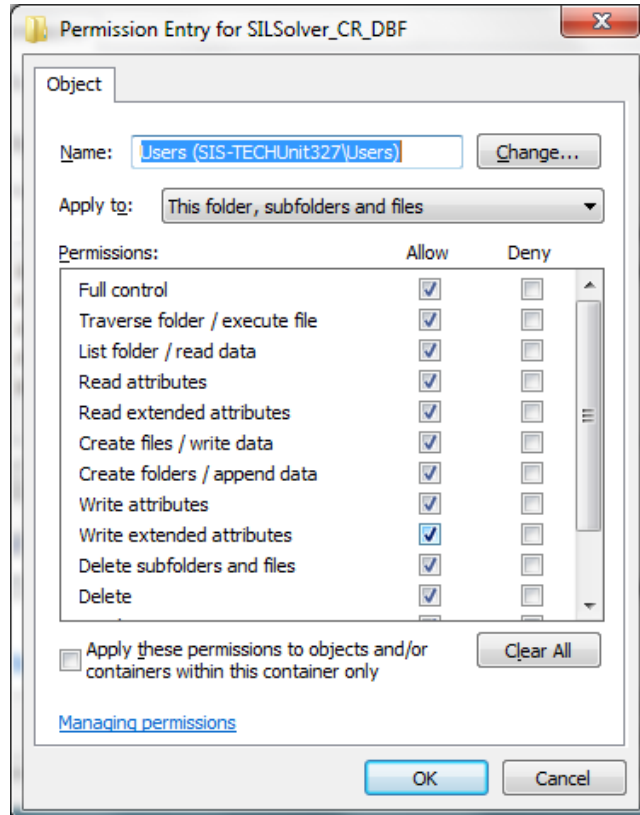 Permission Entry for SILSolver_CR_DBF
Object
Name: Users (SIS-TECHUnit327\Users) Change...
Apply to: This folder, subfolders and files
Permissions: Allow Deny
Full control
Traverse folder / execute file
List folder / read data
Read attributes
Read extended attributes
Create files / write data
Create folders / append data
Write attributes
Write extended attributes
Delete subfolders and files
Delete
Apply these permissions to objects and/or
containers within this container only
Clear All
Managing permissions
OK Cancel